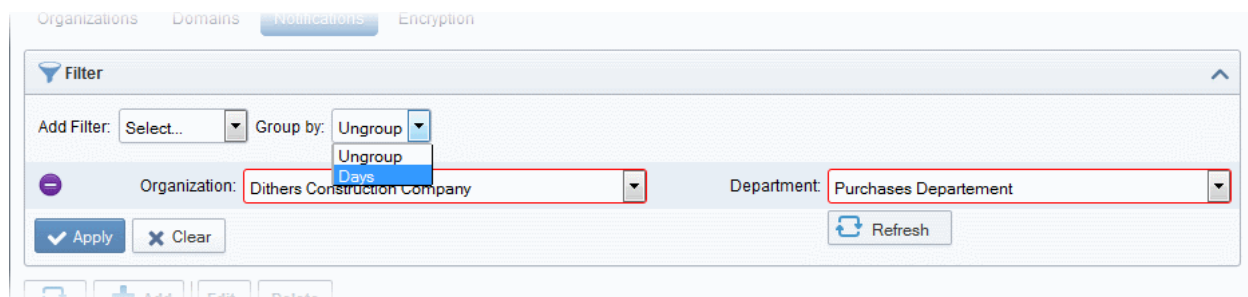 Organizations Domains Notifications Encryption
Filter
Add Filter: Select... Group by: Ungroup
Ungroup
Days
Organization: Dithers Construction Company Department: Purchases Departement
Apply Clear Refresh
Add Edit Delete